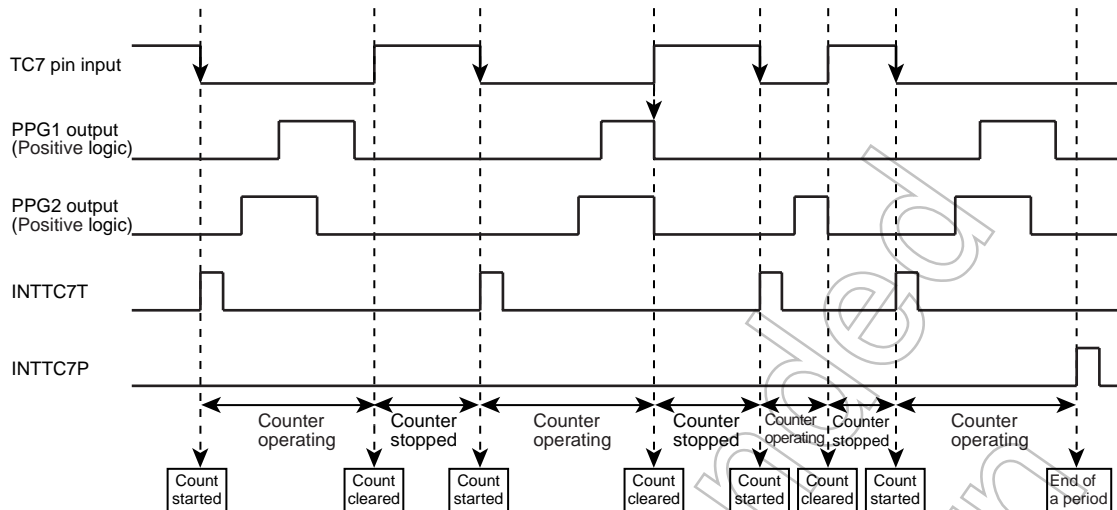 TC7 pin input
PPG1 output
(Positive logic)
PPG2 output
(Positive logic)
INTTC7T
INTTC7P
Counter
operating
Counter
stopped
Counter
operating
Counter
stopped
Counter
operating
Counter
stopped
Counter
operating
Count
started
Count
cleared
Count
started
Count
cleared
Count
started
Count
cleared
Count
started
End of
a period